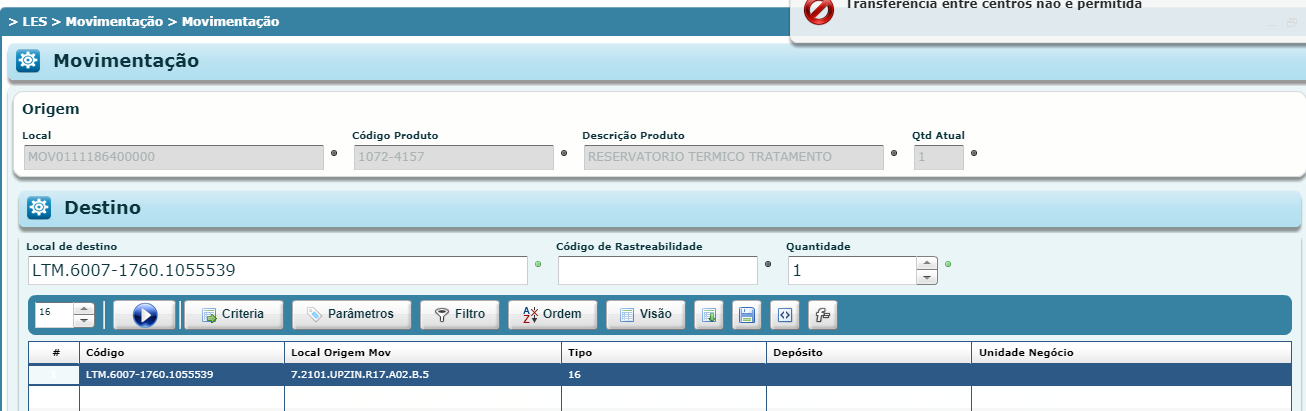 Transferência entre centros não é permitida
> LES > Movimentação > Movimentação
Movimentação
Origem
Local Código Produto Descrição Produto Qtd Atual
MOV0111186400000 1072-4157 RESERVATORIO TERMICO TRATAMENTO 1
Destino
Local de destino Código de Rastreabilidade Quantidade
LTM.6007-1760.1055539 1
16 Criteria Parâmetros Filtro Ordem Visão
# Código Local Origem Mov Tipo Depósito Unidade Negócio
LTM.6007-1760.1055539 7.2101.UPZIN.R17.A02.B.5 16